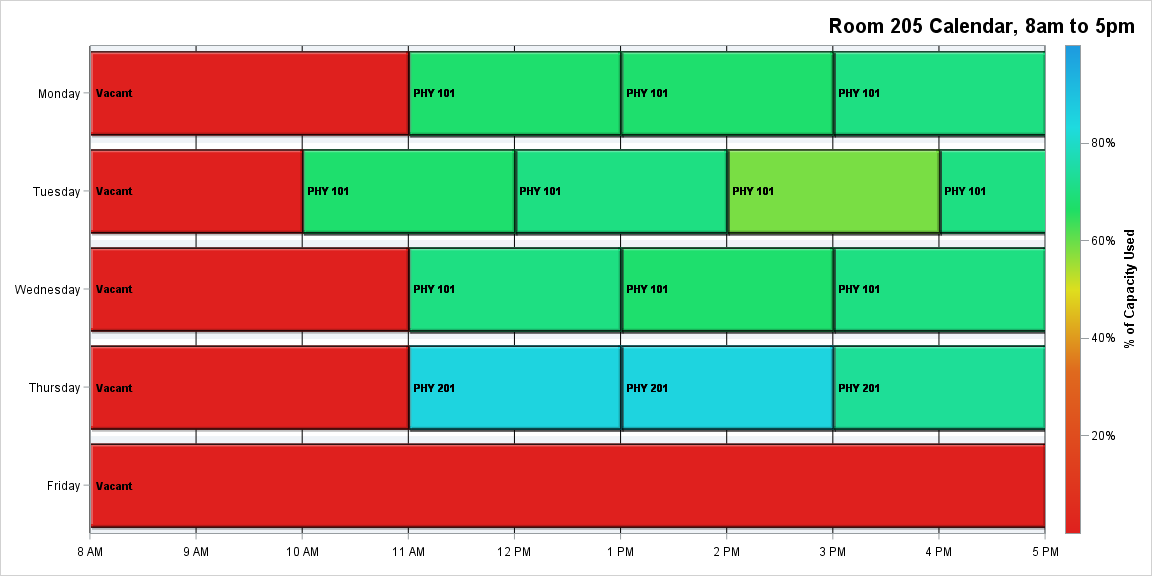 Room 205 Calendar, 8am to 5pm
Monday Vacant PHY 101 PHY 101 PHY 101
80%
Tuesday Vacant PHY 101 PHY 101 PHY 101 PHY 101
60%
% of Capacity Used
Wednesday Vacant PHY 101 PHY 101 PHY 101
40%
Thursday Vacant PHY 201 PHY 201 PHY 201
20%
Friday Vacant
8 AM 9 AM 10 AM 11 AM 12 PM 1 PM 2 PM 3 PM 4 PM 5 PM